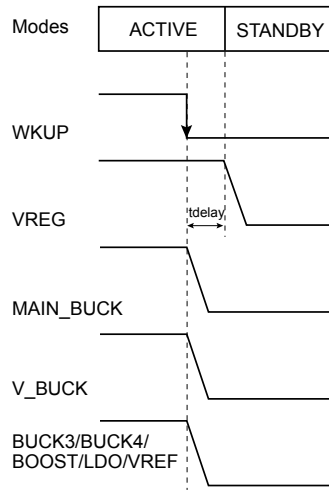 Modes ACTIVE STANDBY
WKUP
tdelay
VREG
MAIN_BUCK
V_BUCK
BUCK3/BUCK4/
BOOST/LDO/VREF